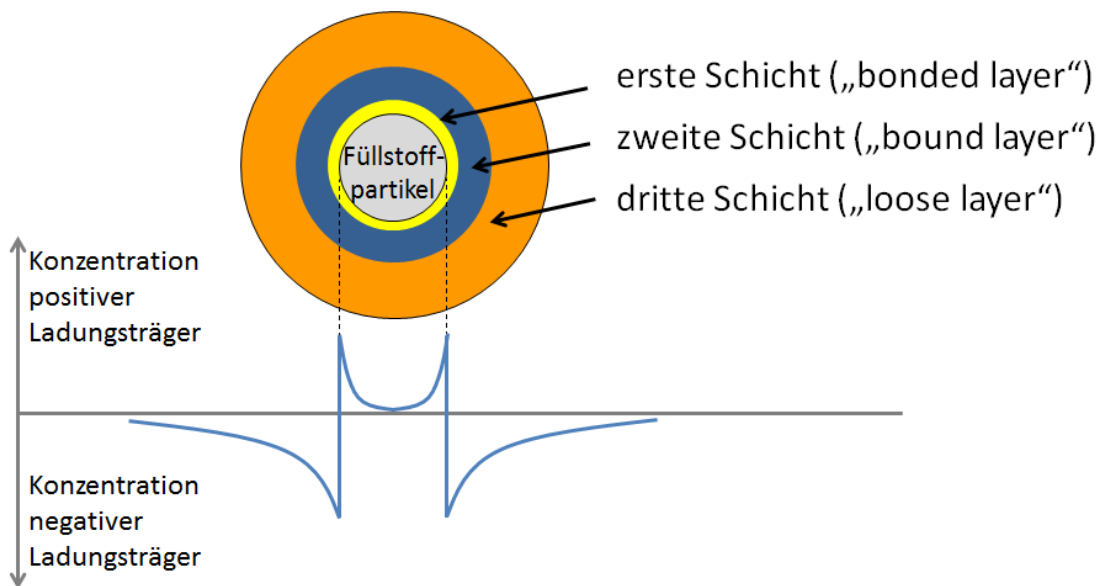 erste Schicht („bonded layer“)
zweite Schicht („bound layer“)
dritte Schicht („loose layer“)
Füllstoff-
partikel
Konzentration
positiver
Ladungsträger
Konzentration
negativer
Ladungsträger